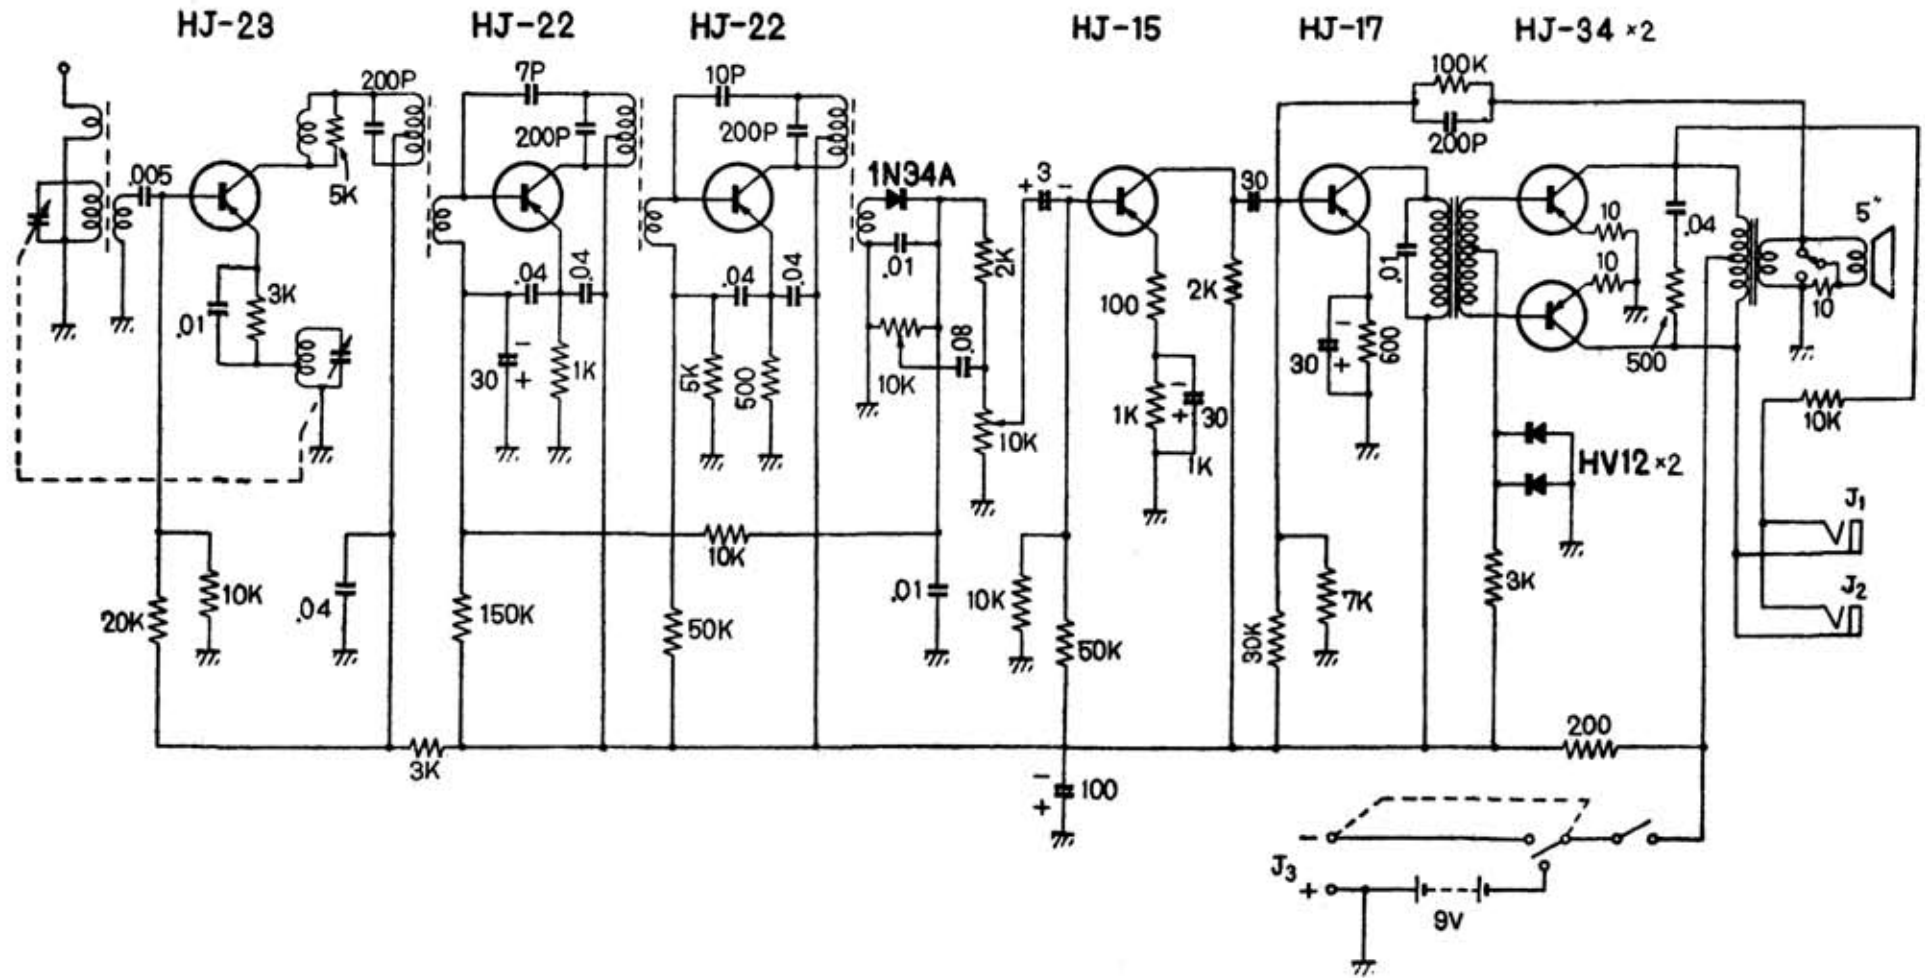 HJ-23 HJ-22 HJ-22 HJ-15 HJ-17 HJ-34 ×2
200P
7P
10P
100K
200P
200P
200P
.005
5K
1N34A
3
+ -
30
10
.04
5"
.01
3K
.04
.04
.04
.04
.01
2K
100
2K
.01
10
10
30
- +
1K
5K
500
10K
.08
10K
1K
- +
30
1K
30
- +
600
500
10K
HV12 ×2
J1
J2
20K
10K
.04
150K
10K
50K
.01
10K
50K
30K
7K
3K
3K
200
-
+
100
-
J3
+
9V